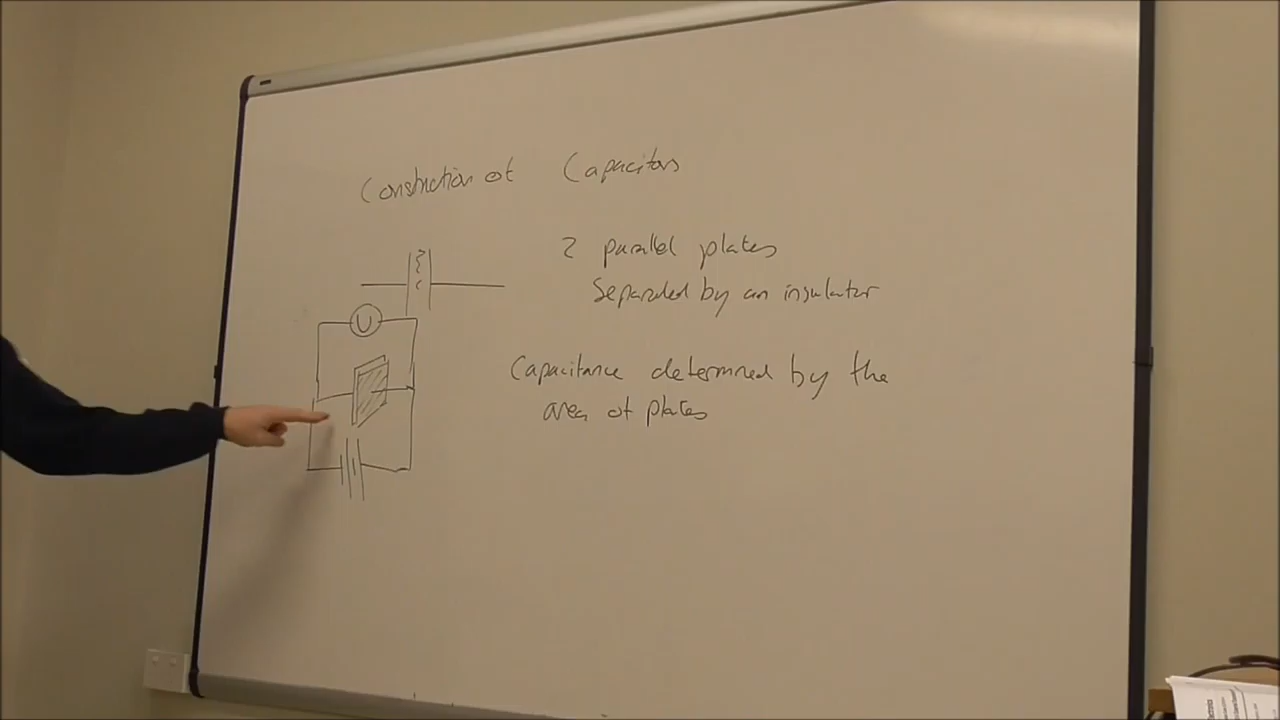 Construction of Capacitors
2 parallel plates
Separated by an insulator
V
Capacitance determined by the
area of plates